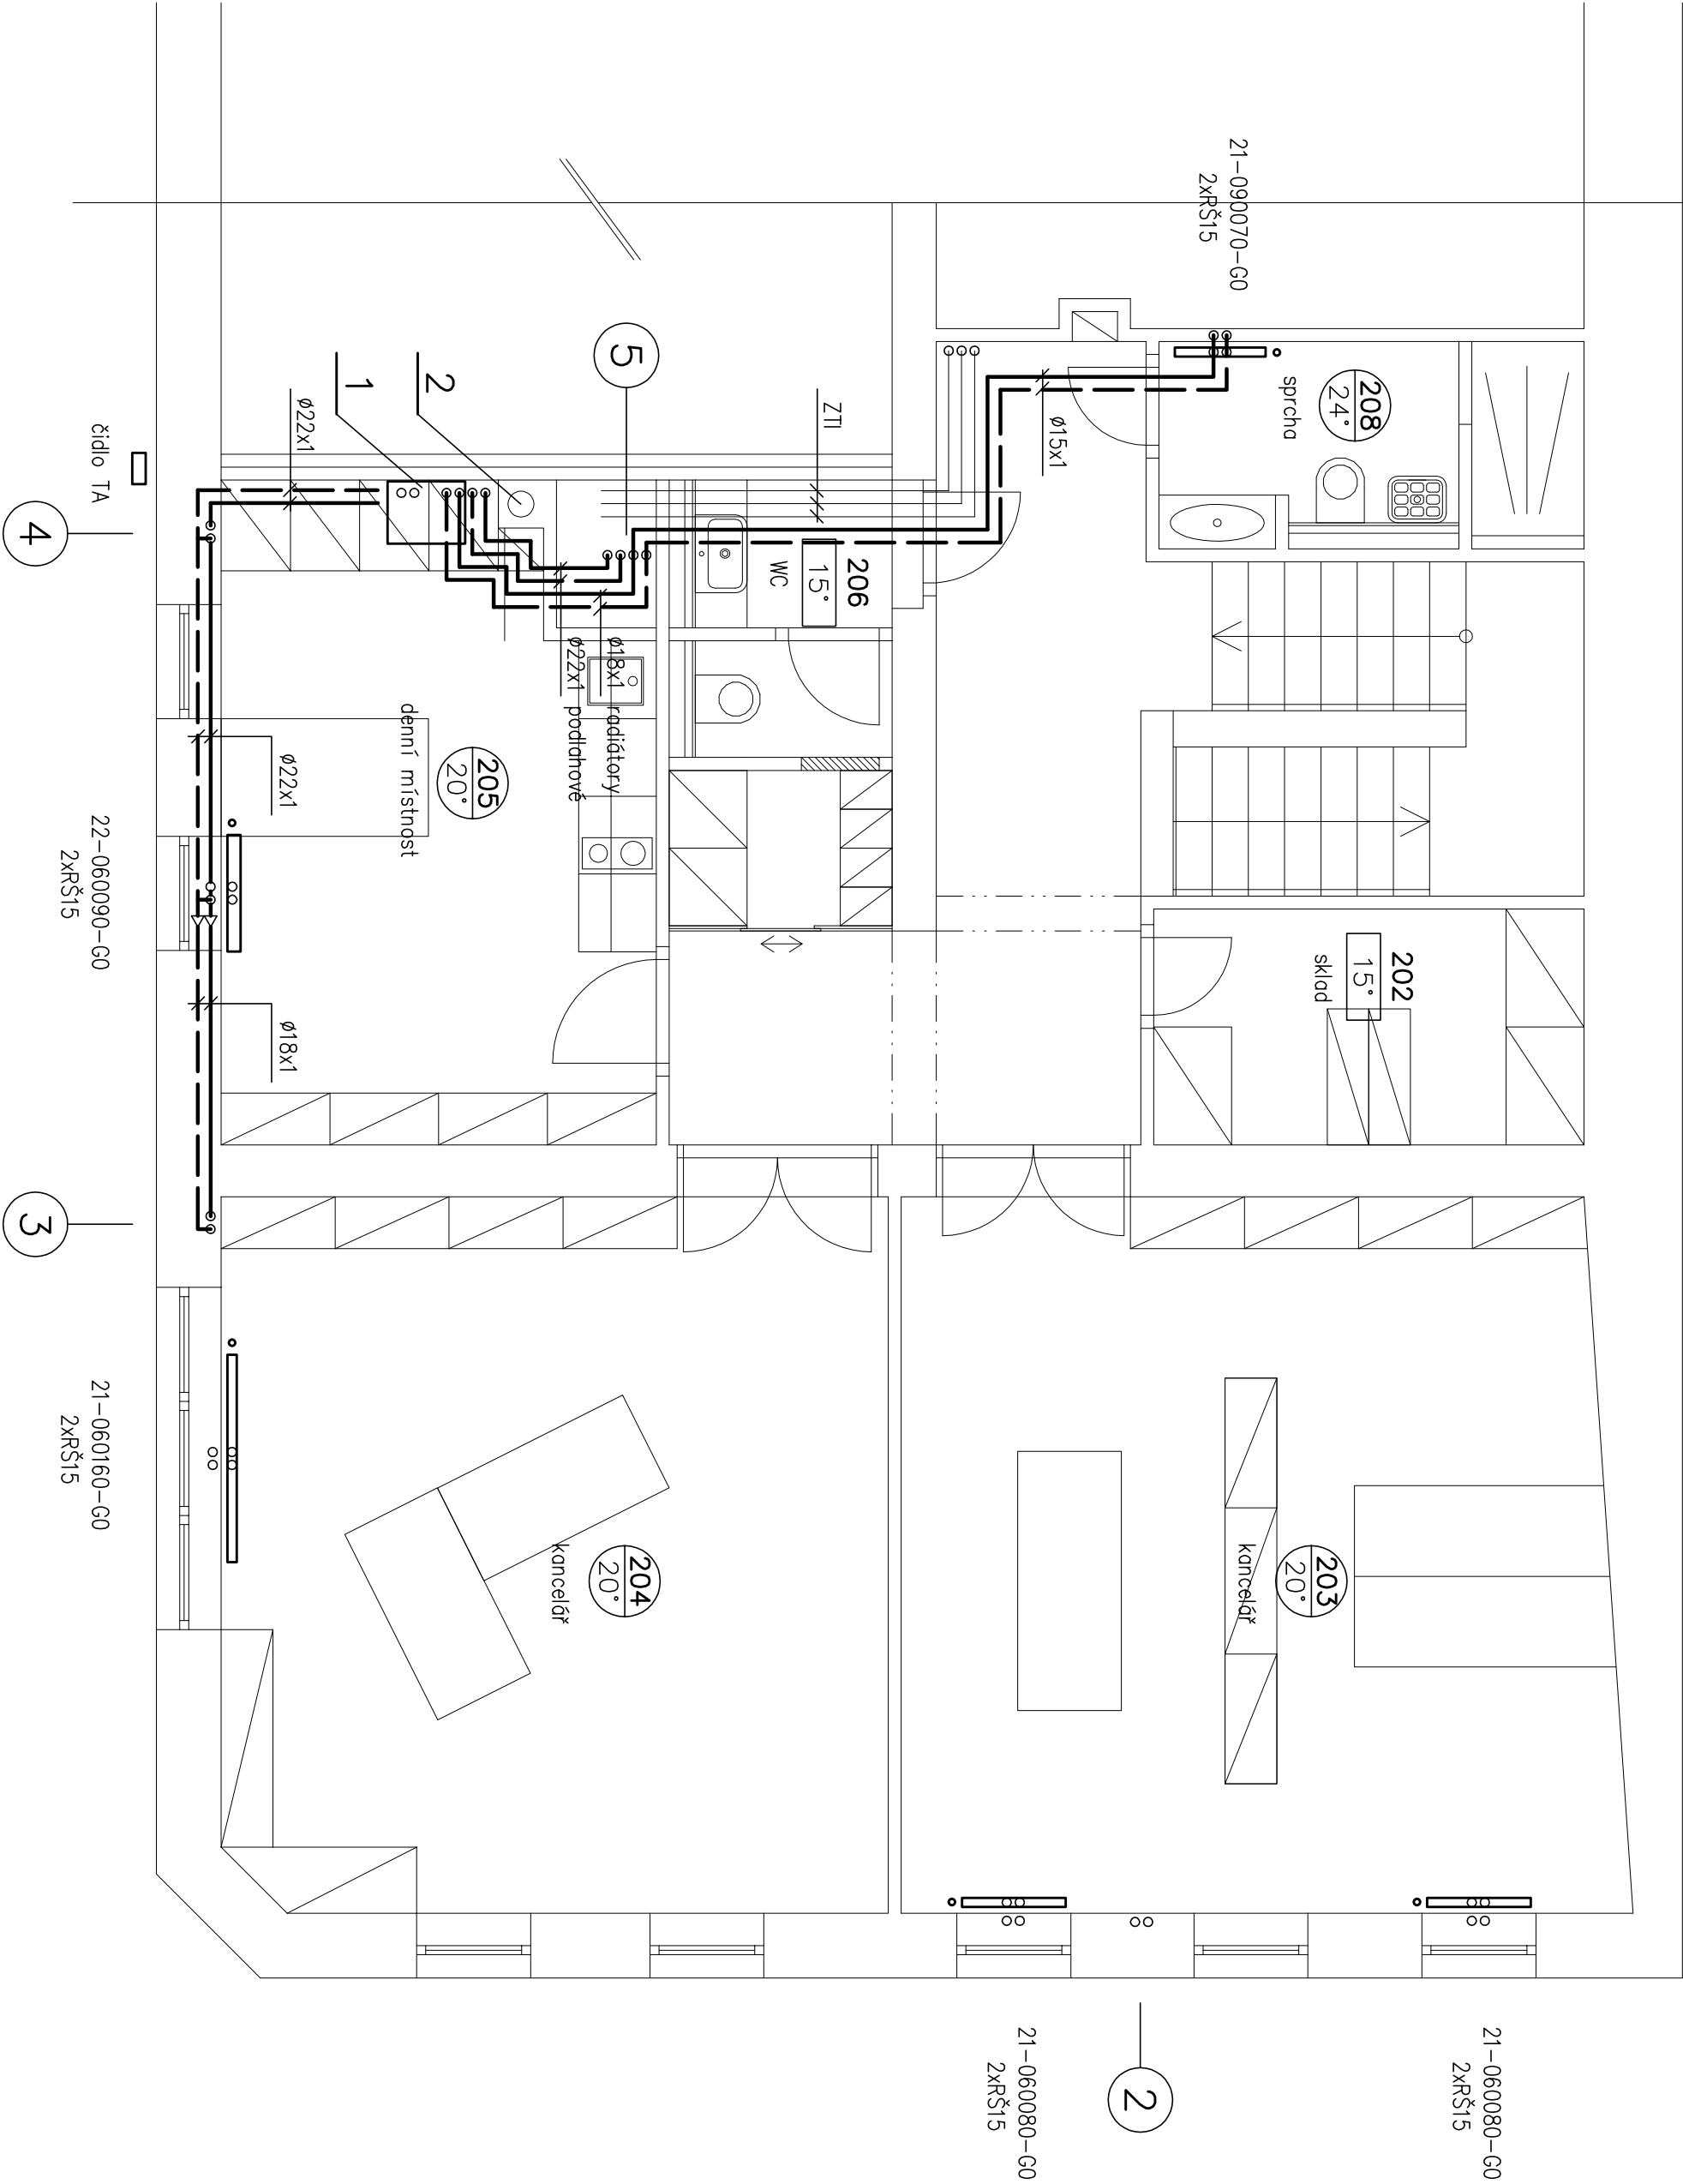 21-090070-G0
2xRŠ15
208
24°
sprcha
ø15x1
ZTI
5
2
1
ø22x1
čidlo TA
4
206
15°
WC
ø18x1 radiátory
ø22x1 podlahové
205
20°
denní místnost
ø22x1
22-060090-G0
2xRŠ15
202
15°
sklad
ø18x1
3
21-060160-G0
2xRŠ15
203
20°
kancelář
204
20°
kancelář
21-060080-G0
2xRŠ15
2
21-060080-G0
2xRŠ15